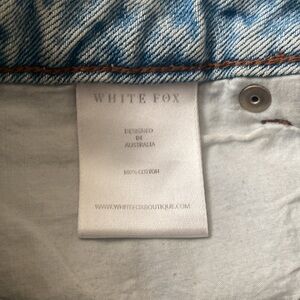 WHITE FOX
DESIGNED
IN
AUSTRALIA
100% COTTON
WWW.WHITEFOXBOUTIQUE.COM